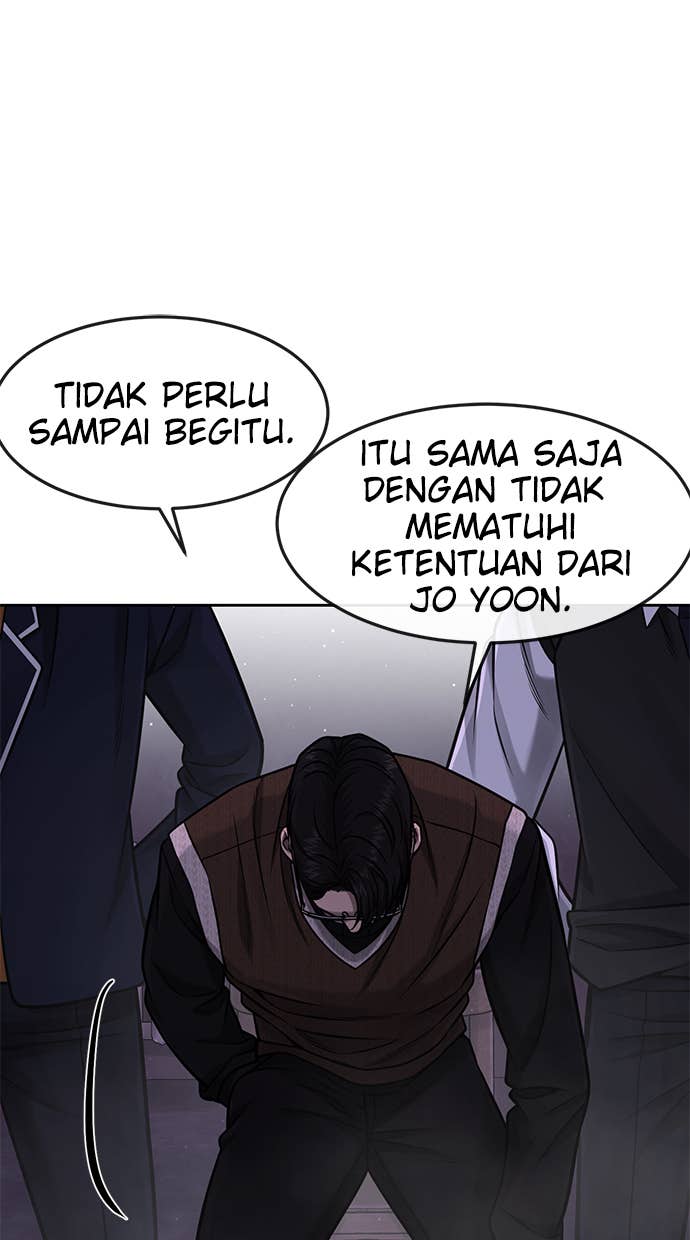 TIDAK PERLU
SAMPAI BEGITU.
ITU SAMA SAJA
DENGAN TIDAK
MEMATUHI
KETENTUAN DARI
JO YOON.